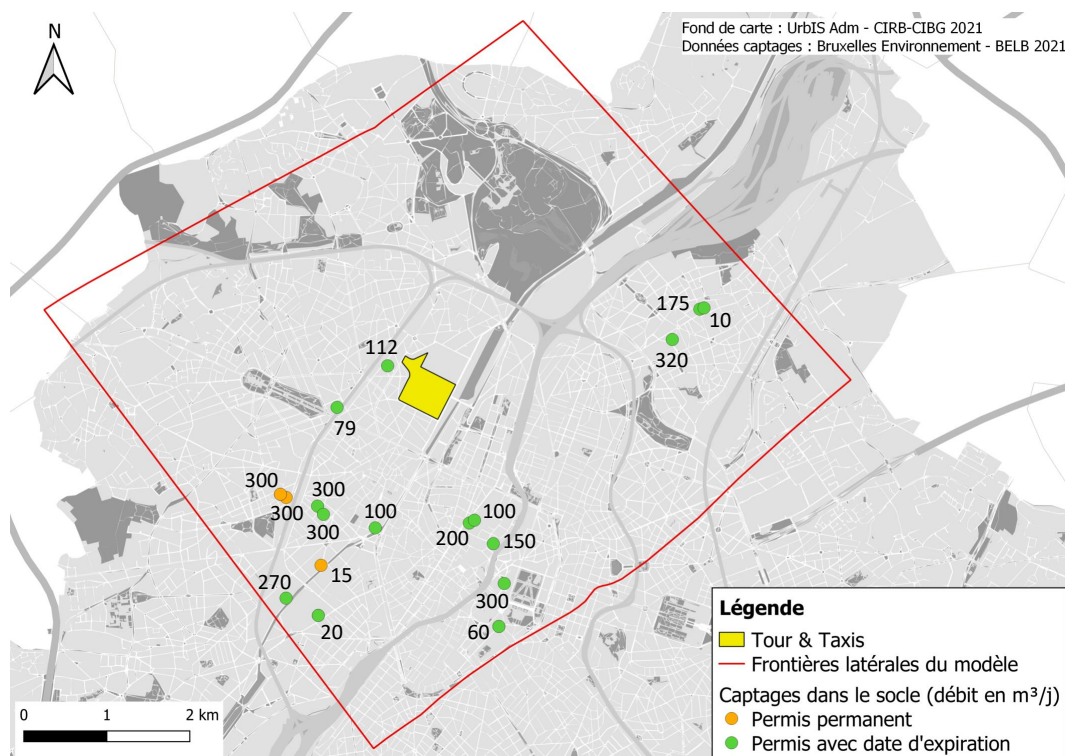 Fond de carte : UrbIS Adm - CIRB-CIBG 2021
Données captages : Bruxelles Environnement - BELB 2021
N
175
10
320
112
79
300
300
300
300
100
100
200
150
15
270
300
20
60
Légende
Tour & Taxis
Frontières latérales du modèle
Captages dans le socle (débit en m³/j)
Permis permanent
Permis avec date d'expiration
0 1 2 km